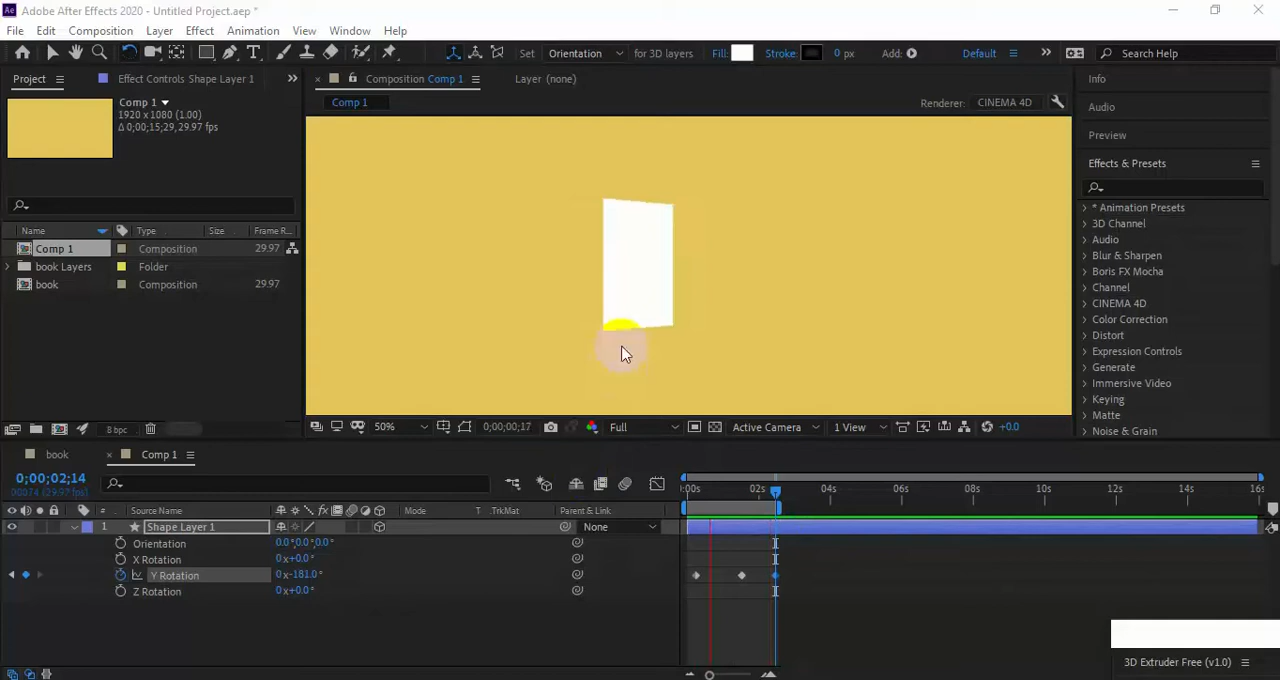 Ae Adobe After Effects 2020 - Untitled Project.aep *
File Edit Composition Layer Effect Animation View Window Help
Set Orientation for 3D layers Fill: Stroke: 0 px Add: Default Search Help
Project Effect Controls Shape Layer 1 Composition Comp 1 Layer (none) Info
Comp 1
1920 x 1080 (1.00)
Δ 0;00;15;29, 29.97 fps
Comp 1 Renderer: CINEMA 4D
Audio
Preview
Effects & Presets
Name Type Size Frame R...
Comp 1 Composition 29.97
book Layers Folder
book Composition 29.97
* Animation Presets
3D Channel
Audio
Blur & Sharpen
Boris FX Mocha
Channel
CINEMA 4D
Color Correction
Distort
Expression Controls
Generate
Immersive Video
Keying
Matte
Noise & Grain
8 bpc 50% 0;00;00;17 Full Active Camera 1 View +0.0
book Comp 1
0;00;02;14
00074 (29.97 fps)
:00s 02s 04s 06s 08s 10s 12s 14s 16s
# Source Name Mode T .TrkMat Parent & Link
1 Shape Layer 1 None
Orientation 0.0°,0.0°,0.0°
X Rotation 0x+0.0°
Y Rotation 0x-181.0°
Z Rotation 0x+0.0°
3D Extruder Free (v1.0)